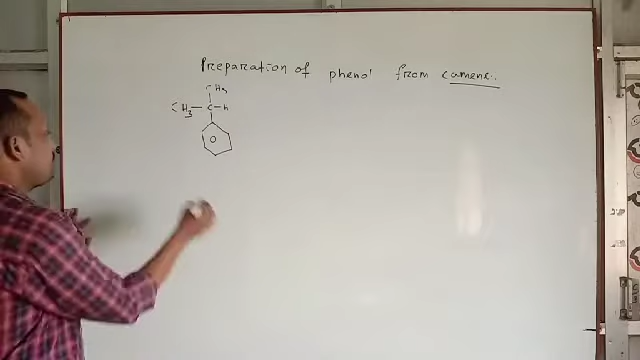 Preparation of phenol from cumene:.
CH3
CH3—C—H